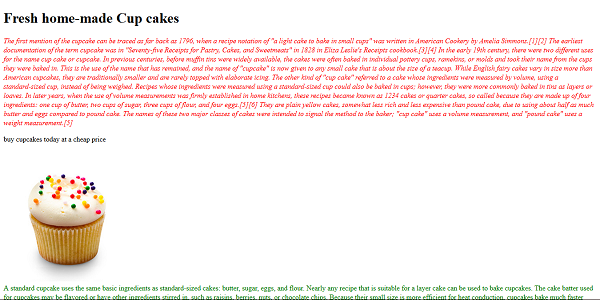 Fresh home-made Cup cakes
The first mention of the cupcake can be traced as far back as 1796, when a recipe notation of "a light cake to bake in small cups" was written in American Cookery by Amelia Simmons.[1][2] The earliest
documentation of the term cupcake was in "Seventy-five Receipts for Pastry, Cakes, and Sweetmeats" in 1828 in Eliza Leslie's Receipts cookbook.[3][4] In the early 19th century, there were two different uses
for the name cup cake or cupcake. In previous centuries, before muffin tins were widely available, the cakes were often baked in individual pottery cups, ramekins, or molds and took their name from the cups
they were baked in. This is the use of the name that has remained, and the name of "cupcake" is now given to any small cake that is about the size of a teacup. While English fairy cakes vary in size more than
American cupcakes, they are traditionally smaller and are rarely topped with elaborate icing. The other kind of "cup cake" referred to a cake whose ingredients were measured by volume, using a
standard-sized cup, instead of being weighed. Recipes whose ingredients were measured using a standard-sized cup could also be baked in cups; however, they were more commonly baked in tins as layers or
loaves. In later years, when the use of volume measurements was firmly established in home kitchens, these recipes became known as 1234 cakes or quarter cakes, so called because they are made up of four
ingredients: one cup of butter, two cups of sugar, three cups of flour, and four eggs.[5][6] They are plain yellow cakes, somewhat less rich and less expensive than pound cake, due to using about half as much
butter and eggs compared to pound cake. The names of these two major classes of cakes were intended to signal the method to the baker; "cup cake" uses a volume measurement, and "pound cake" uses a
weight measurement.[5]
buy cupcakes today at a cheap price
A standard cupcake uses the same basic ingredients as standard-sized cakes: butter, sugar, eggs, and flour. Nearly any recipe that is suitable for a layer cake can be used to bake cupcakes. The cake batter used
for cupcakes may be flavored or have other ingredients stirred in, such as raisins, berries, nuts, or chocolate chips. Because their small size is more efficient for heat conduction, cupcakes bake much faster